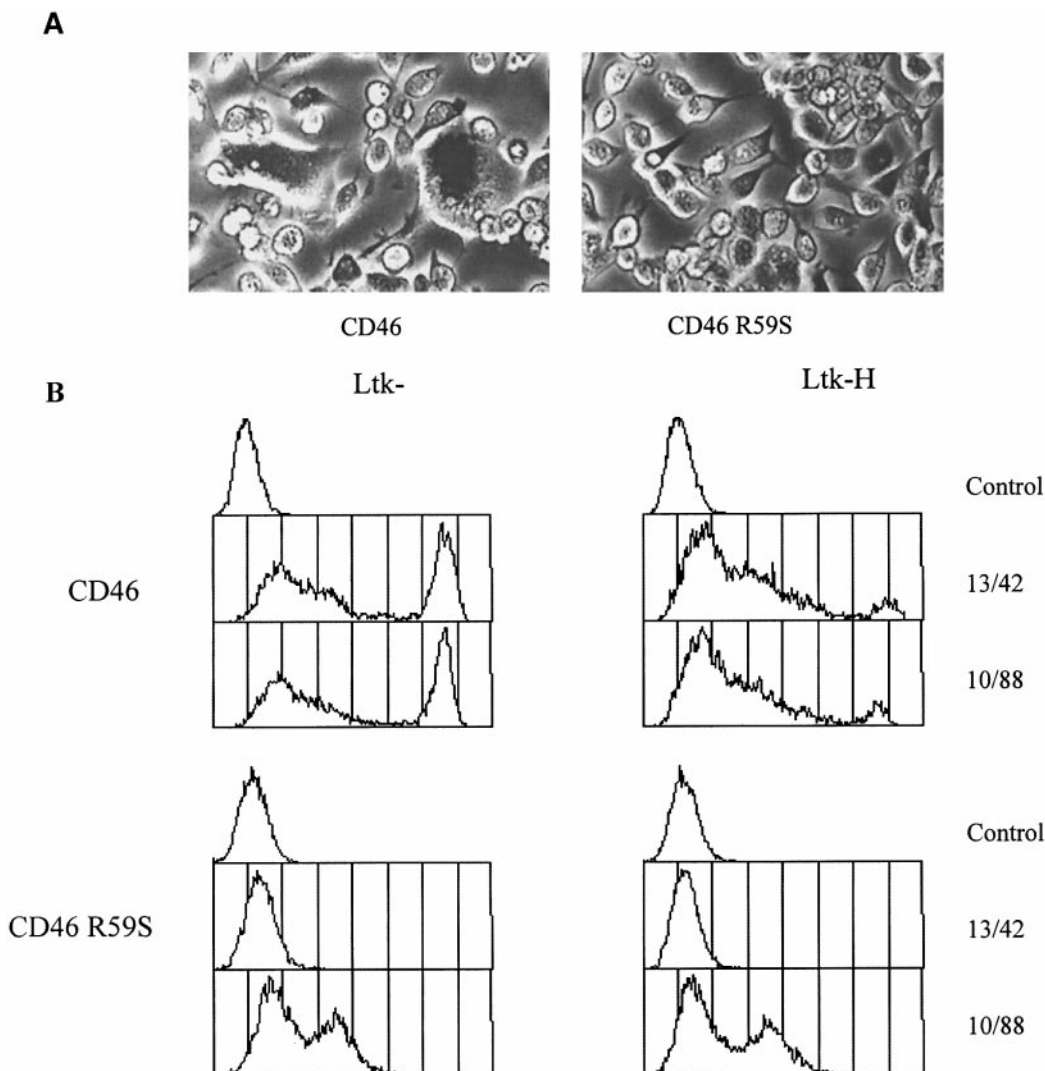 A
CD46 CD46 R59S
B Ltk- Ltk-H
Control
CD46 13/42
10/88
Control
CD46 R59S 13/42
10/88